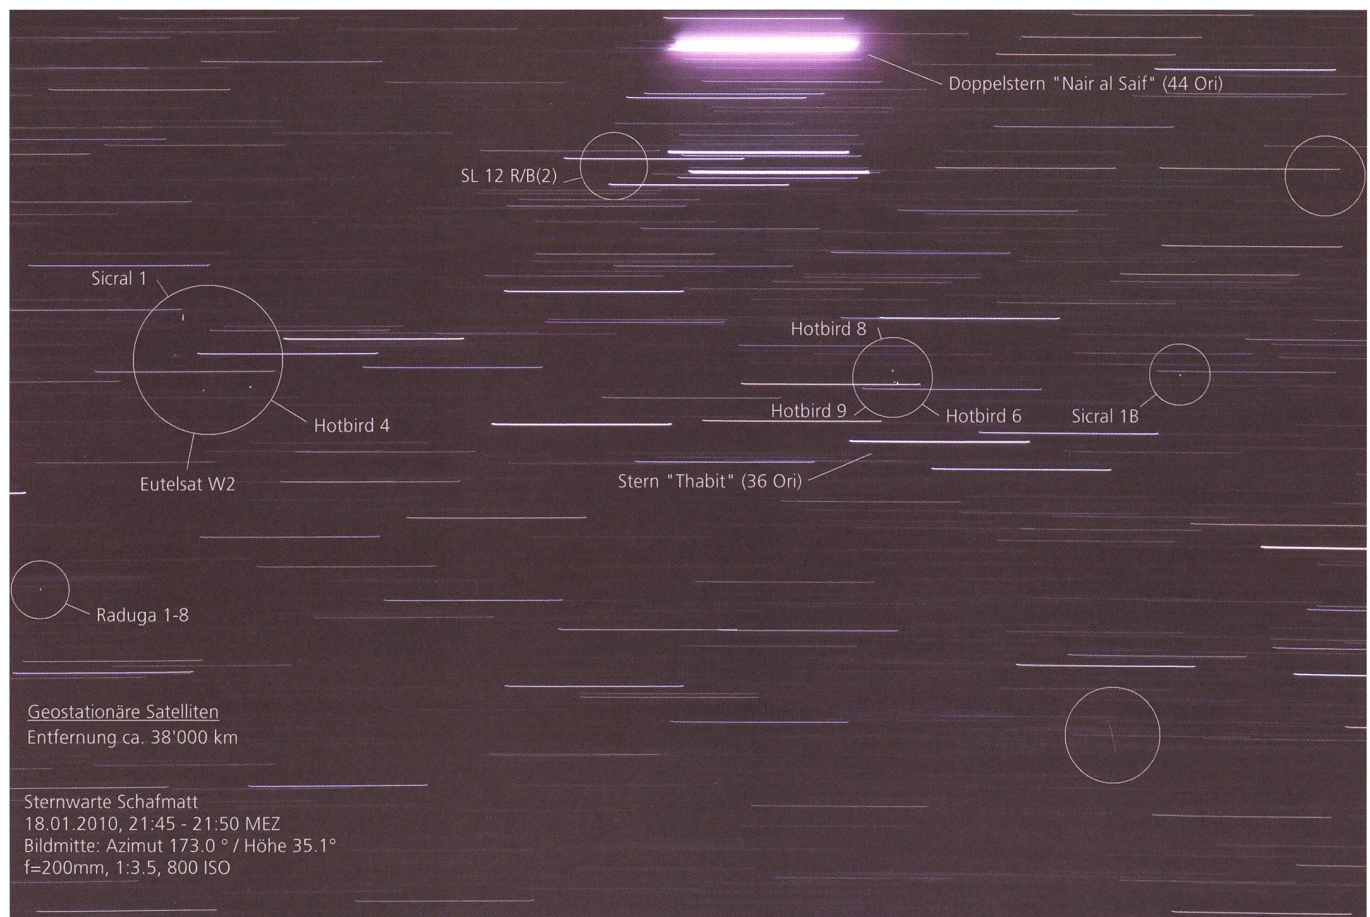 Doppelstern "Nair al Saif" (44 Ori)
SL 12 R/B(2)
Sicral 1
Hotbird 8
Hotbird 9
Hotbird 6
Sicral 1B
Hotbird 4
Eutelsat W2
Stern "Thabit" (36 Ori)
Raduga 1-8
Geostationäre Satelliten
Entfernung ca. 38'000 km
Sternwarte Schafmatt
18.01.2010, 21:45 - 21:50 MEZ
Bildmitte: Azimut 173.0 ° / Höhe 35.1°
f=200mm, 1:3.5, 800 ISO